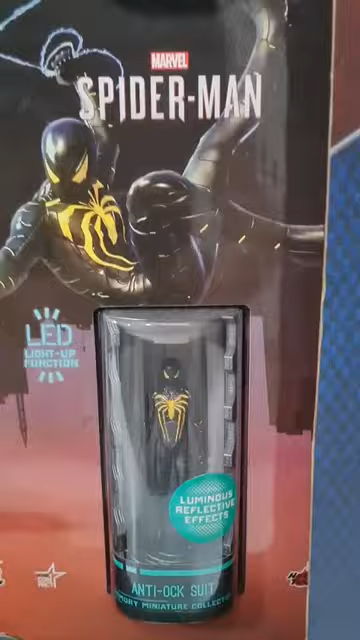 MARVEL
SPIDER-MAN
LED
LIGHT-UP
FUNCTION
LUMINOUS
REFLECTIVE
EFFECTS
ANTI-OCK SUIT
MINIATURE COLLECT